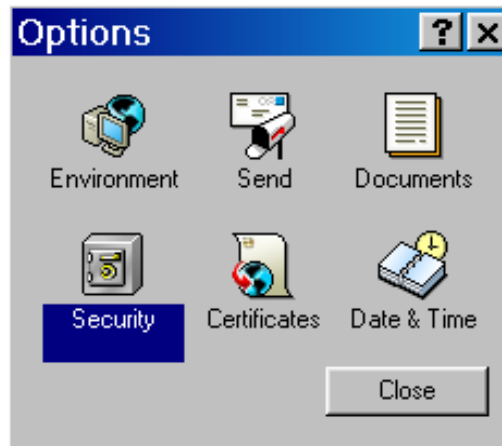 Options
Environment Send Documents
Security Certificates Date & Time
Close